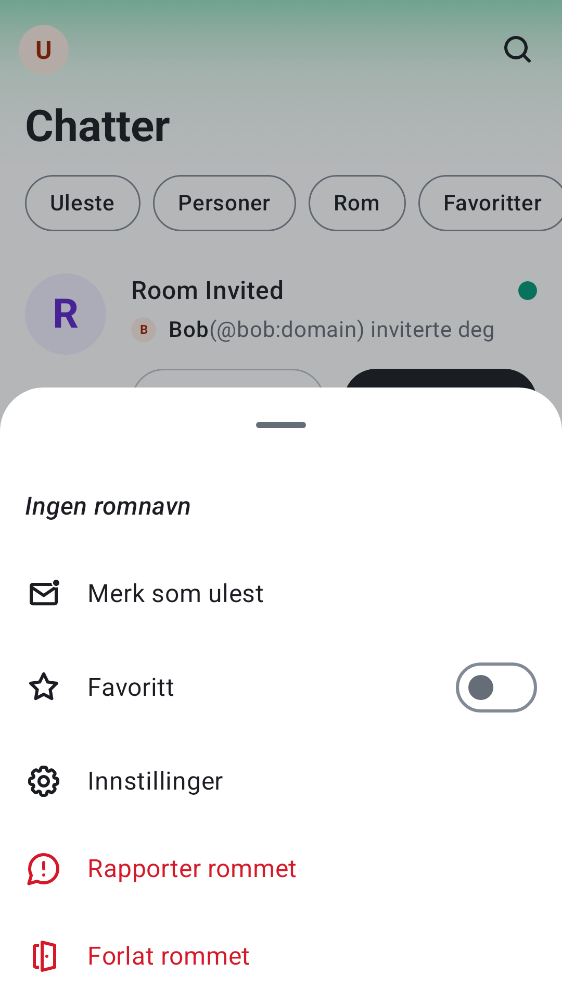 U
Chatter
Uleste Personer Rom Favoritter
R
Room Invited
B Bob(@bob:domain) inviterte deg
Ingen romnavn
Merk som ulest
Favoritt
Innstillinger
Rapporter rommet
Forlat rommet